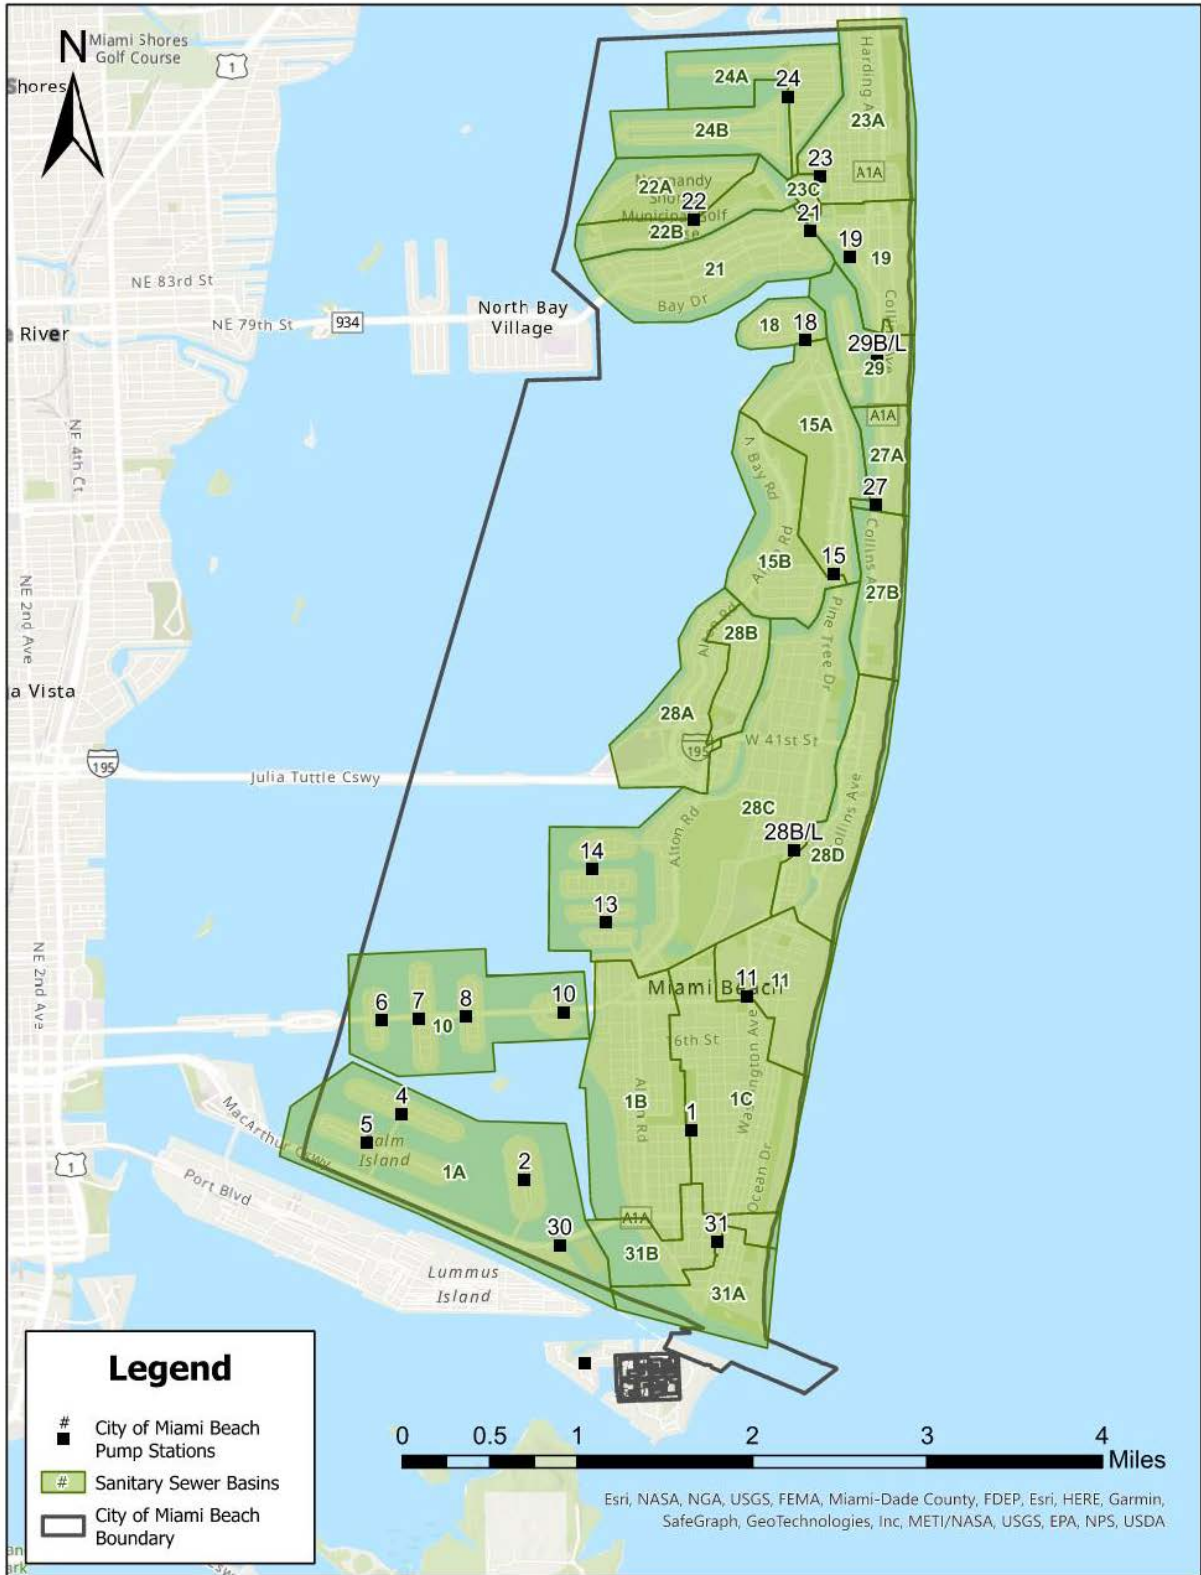 N
Miami Shores
Golf Course
1
Shores
24A
24
Harding A
24B
23A
23
A1A
22A
Normandy
23C
22
Municipal Golf
21
22B
19
19
21
NE 83rd St
Bay Dr
North Bay
Village
NE 79th St
934
River
18
18
29B/L
29
15A
A1A
27A
NE 4th Ct
N Bay Rd
27
Collins A
15
15B
27B
NE 2nd Ave
Alton Rd
28B
Pine Tree Dr
a Vista
28A
W 41st St
195
195
Julia Tuttle Cswy
28C
Alton Rd
Collins Ave
28B/L
28D
14
13
NE 2nd Ave
11
11
Miami Beach
6
7
8
10
10
16th St
Washington Ave
1B
1C
1
MacArthur Cswy
4
5
Island
1A
2
Ocean Dr
1
Port Blvd
30
A1A
31
31B
31A
Lummus
Island
Legend
#
City of Miami Beach
Pump Stations
#
Sanitary Sewer Basins
City of Miami Beach
Boundary
0
0.5
1
2
3
4
Miles
Esri, NASA, NGA, USGS, FEMA, Miami-Dade County, FDEP, Esri, HERE, Garmin,
SafeGraph, GeoTechnologies, Inc, METI/NASA, USGS, EPA, NPS, USDA